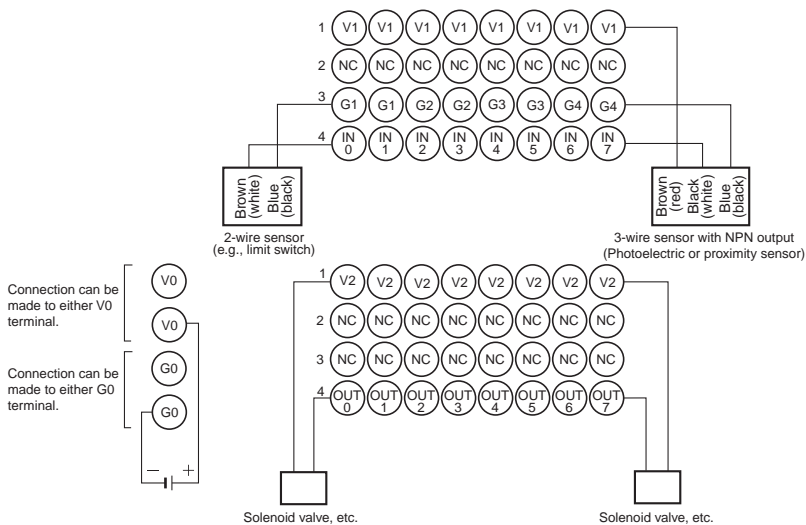 1 V1 V1 V1 V1 V1 V1 V1 V1
2 NC NC NC NC NC NC NC NC
3 G1 G1 G2 G2 G3 G3 G4 G4
4 IN 0 IN 1 IN 2 IN 3 IN 4 IN 5 IN 6 IN 7
Brown
(white)
Blue
(black)
2-wire sensor
(e.g., limit switch)
Brown
(red)
Black
(white)
Blue
(black)
3-wire sensor with NPN output
(Photoelectric or proximity sensor)
Connection can be
made to either V0
terminal.
V0
V0
Connection can be
made to either G0
terminal.
G0
G0
− +
1 V2 V2 V2 V2 V2 V2 V2 V2
2 NC NC NC NC NC NC NC NC
3 NC NC NC NC NC NC NC NC
4 OUT 0 OUT 1 OUT 2 OUT 3 OUT 4 OUT 5 OUT 6 OUT 7
Solenoid valve, etc.
Solenoid valve, etc.